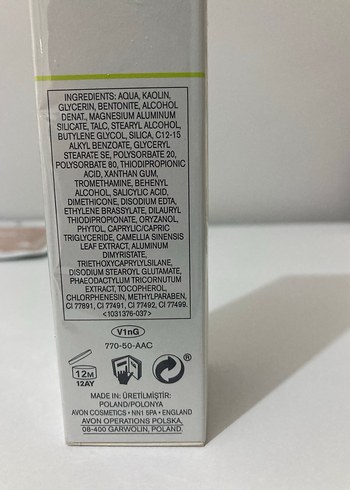 INGREDIENTS: AQUA, KAOLIN,
GLYCERIN, BENTONITE, ALCOHOL
DENAT., MAGNESIUM ALUMINUM
SILICATE, TALC, STEARYL ALCOHOL,
BUTYLENE GLYCOL, SILICA, C12-15
ALKYL BENZOATE, GLYCERYL
STEARATE SE, POLYSORBATE 20,
POLYSORBATE 80, THIODIPROPIONIC
ACID, XANTHAN GUM,
TROMETHAMINE, BEHENYL
ALCOHOL, SALICYLIC ACID,
DIMETHICONE, DISODIUM EDTA,
ETHYLENE BRASSYLATE, DILAURYL
THIODIPROPIONATE, ORYZANOL,
PHYTOL, CAPRYLIC/CAPRIC
TRIGLYCERIDE, CAMELLIA SINENSIS
LEAF EXTRACT, ALUMINUM
DIMYRISTATE,
TRIETHOXYCAPRYLYLSILANE,
DISODIUM STEAROYL GLUTAMATE,
PHAEODACTYLUM TRICORNUTUM
EXTRACT, TOCOPHEROL,
CHLORPHENESIN, METHYLPARABEN,
CI 77891, CI 77491, CI 77492, CI 77499.
<1031376-037>
V1nG
770-50-AAC
12M
12AY
®
MADE IN: ÜRETİLMİŞTİR:
POLAND/POLONYA
AVON COSMETICS • NN1 5PA • ENGLAND
AVON OPERATIONS POLSKA,
08-400 GARWOLIN, POLAND.